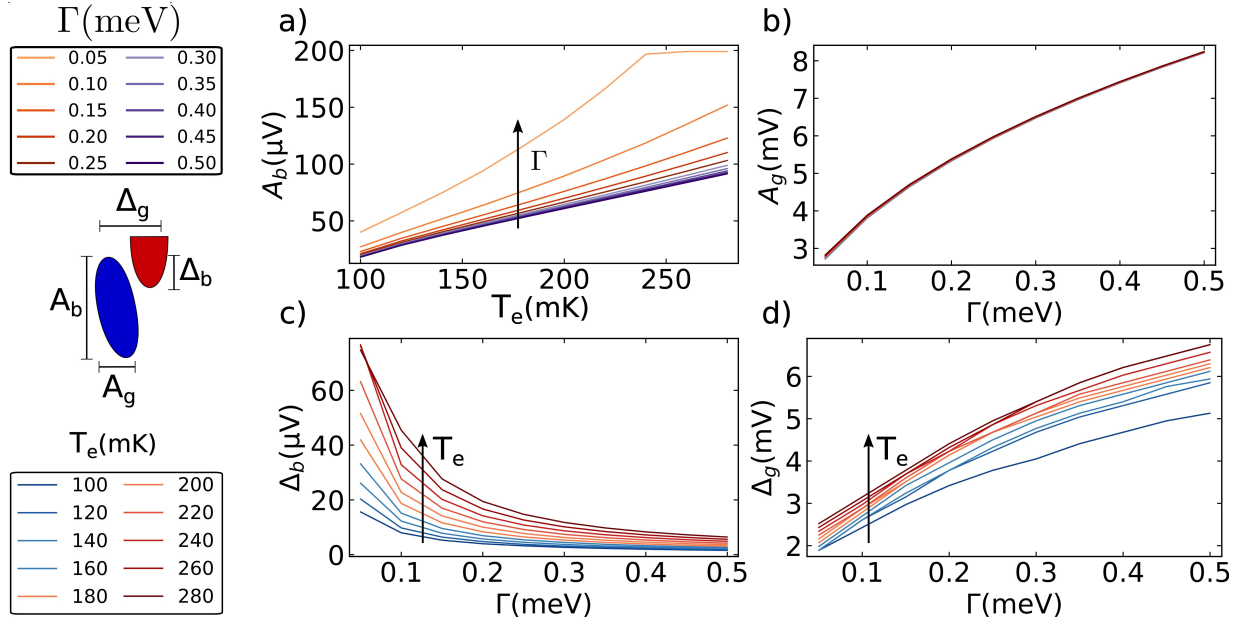 Γ(meV)
0.05 0.30
0.10 0.35
0.15 0.40
0.20 0.45
0.25 0.50
Δg
Δb
Ab
Ag
Te(mK)
100 200
120 220
140 240
160 260
180 280
a)
200
150
100
50
Ab(μV)
Γ
100 150 200 250
Te(mK)
b)
8
7
6
5
4
3
Ag(mV)
0.1 0.2 0.3 0.4 0.5
Γ(meV)
c)
60
40
20
0
Δb(μV)
Te
0.1 0.2 0.3 0.4 0.5
Γ(meV)
d)
6
5
4
3
2
Δg(mV)
Te
0.1 0.2 0.3 0.4 0.5
Γ(meV)